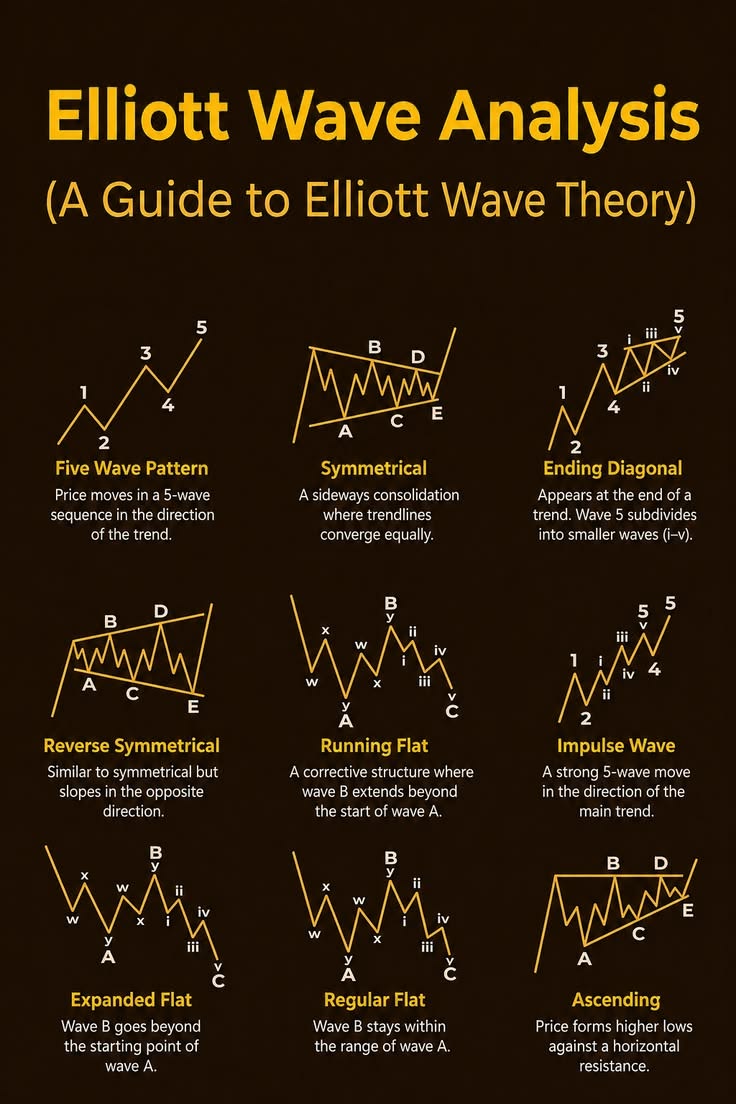 Elliott Wave Analysis
(A Guide to Elliott Wave Theory)
1
2
3
4
5
Five Wave Pattern
Price moves in a 5-wave
sequence in the direction
of the trend.
A
B
C
D
E
Symmetrical
A sideways consolidation
where trendlines
converge equally.
1
2
3
4
i
ii
iii
iv
5
v
Ending Diagonal
Appears at the end of a
trend. Wave 5 subdivides
into smaller waves (i–v).
A
B
C
D
E
Reverse Symmetrical
Similar to symmetrical but
slopes in the opposite
direction.
w
x
y
A
w
x
B
y
i
ii
iii
iv
v
C
Running Flat
A corrective structure where
wave B extends beyond
the start of wave A.
1
2
i
ii
iii
iv
5
v
4
5
Impulse Wave
A strong 5-wave move
in the direction of the
main trend.
w
x
y
A
w
x
B
y
i
ii
iii
iv
v
C
Expanded Flat
Wave B goes beyond
the starting point of
wave A.
w
x
y
A
w
x
B
y
i
ii
iii
iv
v
C
Regular Flat
Wave B stays within
the range of wave A.
A
B
C
D
E
Ascending
Price forms higher lows
against a horizontal
resistance.